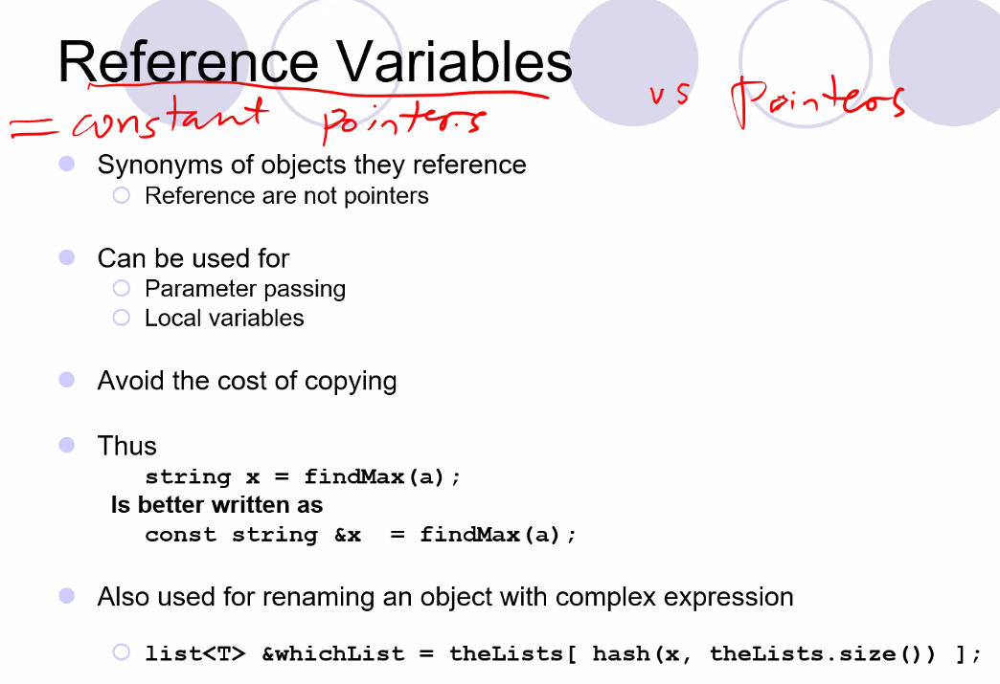 Reference Variables
vs pointers
= constant pointers
Synonyms of objects they reference
Reference are not pointers
Can be used for
Parameter passing
Local variables
Avoid the cost of copying
Thus
string x = findMax(a);
Is better written as
const string &x = findMax(a);
Also used for renaming an object with complex expression
list<T> &whichList = theLists[ hash(x, theLists.size()) ];